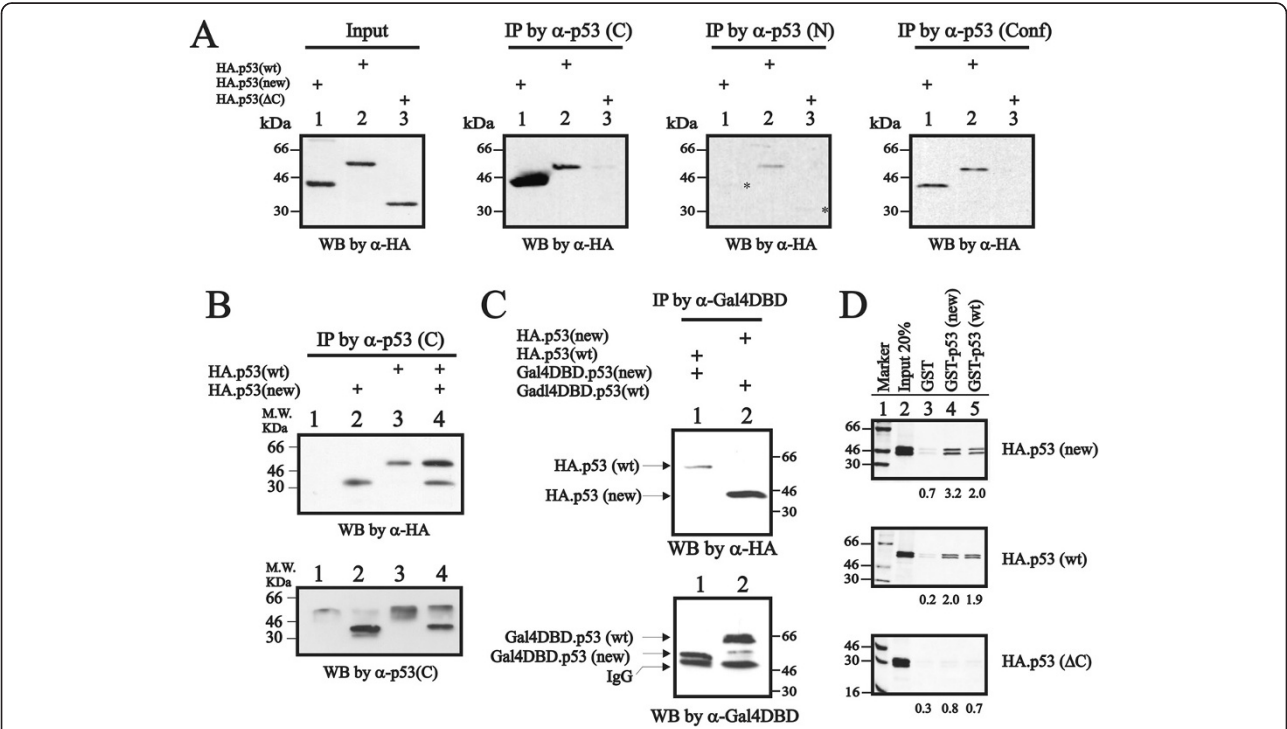 A
Input
IP by α-p53 (C)
IP by α-p53 (N)
IP by α-p53 (Conf)
HA.p53(wt) + + + +
HA.p53(new) + + + +
HA.p53(ΔC) + + + +
kDa 1 2 3
kDa 1 2 3
kDa 1 2 3
kDa 1 2 3
66 66 66 66
46 46 46 * 46
30 30 30 * 30
WB by α-HA
WB by α-HA
WB by α-HA
WB by α-HA
B
IP by α-p53 (C)
HA.p53(wt) + +
HA.p53(new) + +
M.W. KDa 1 2 3 4
66
46
30
WB by α-HA
M.W. KDa 1 2 3 4
66
46
30
WB by α-p53(C)
C
IP by α-Gal4DBD
HA.p53(new) +
HA.p53(wt) +
Gal4DBD.p53(new) +
Gadl4DBD.p53(wt) +
1 2
HA.p53 (wt) 66
HA.p53 (new) 46
30
WB by α-HA
1 2
Gal4DBD.p53 (wt) 66
Gal4DBD.p53 (new)
IgG 46
30
WB by α-Gal4DBD
D
Marker
Input 20%
GST
GST-p53 (new)
GST-p53 (wt)
1 2 3 4 5
66
46 HA.p53 (new)
30
0.7 3.2 2.0
66
46 HA.p53 (wt)
30
0.2 2.0 1.9
46
30 HA.p53 (ΔC)
16
0.3 0.8 0.7